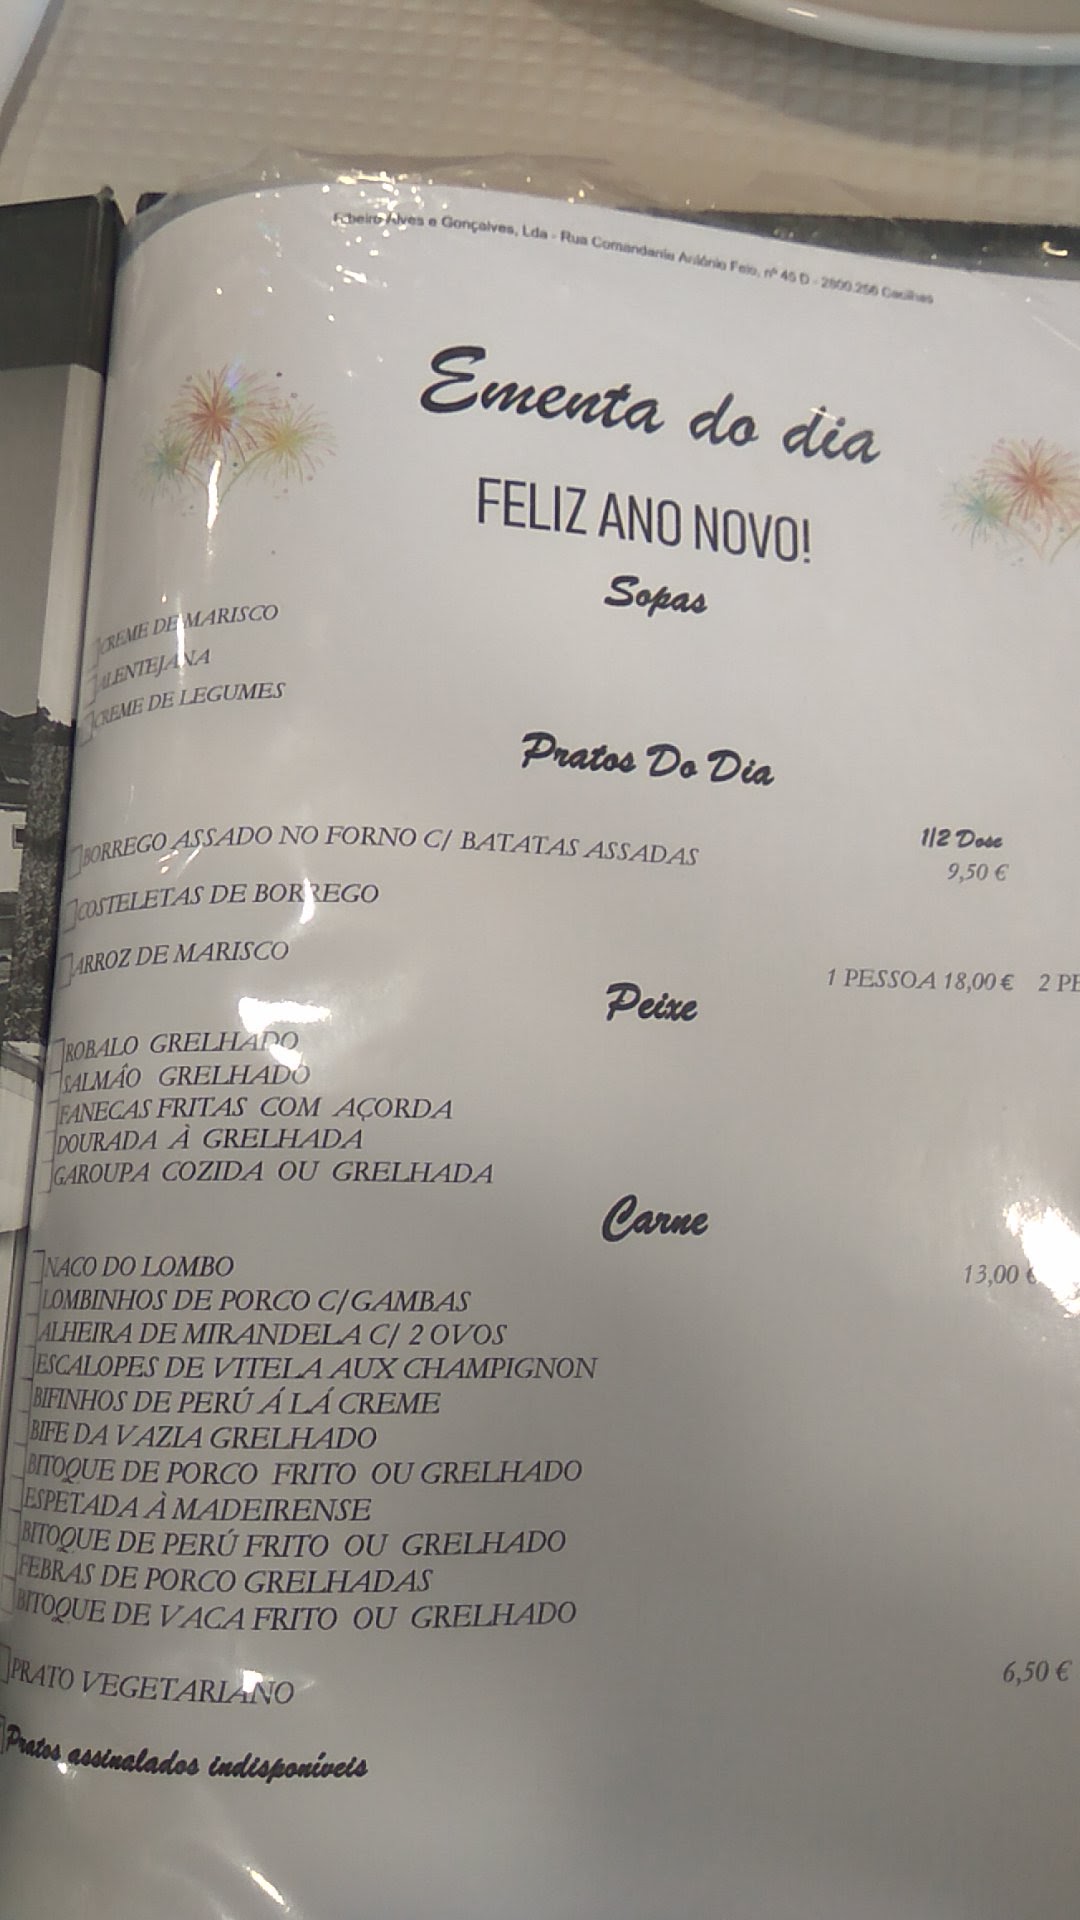 Ribeiro Alves e Gonçalves, Lda - Rua Comandante António Feio, nº 45 D - 2800.256 Cacilhas
Ementa do dia
FELIZ ANO NOVO!
Sopas
CREME DE MARISCO
ALENTEJANA
CREME DE LEGUMES
Pratos Do Dia
1/2 Dose
BORREGO ASSADO NO FORNO C/ BATATAS ASSADAS 9,50 €
COSTELETAS DE BORREGO
ARROZ DE MARISCO 1 PESSOA 18,00 € 2 PE
Peixe
ROBALO GRELHADO
SALMÃO GRELHADO
FANECAS FRITAS COM AÇORDA
DOURADA À GRELHADA
GAROUPA COZIDA OU GRELHADA
Carne
NACO DO LOMBO 13,00 €
LOMBINHOS DE PORCO C/GAMBAS
ALHEIRA DE MIRANDELA C/ 2 OVOS
ESCALOPES DE VITELA AUX CHAMPIGNON
BIFINHOS DE PERÚ Á LÁ CREME
BIFE DA VAZIA GRELHADO
BITOQUE DE PORCO FRITO OU GRELHADO
ESPETADA À MADEIRENSE
BITOQUE DE PERÚ FRITO OU GRELHADO
FEBRAS DE PORCO GRELHADAS
BITOQUE DE VACA FRITO OU GRELHADO
PRATO VEGETARIANO 6,50 €
Pratos assinalados indisponíveis